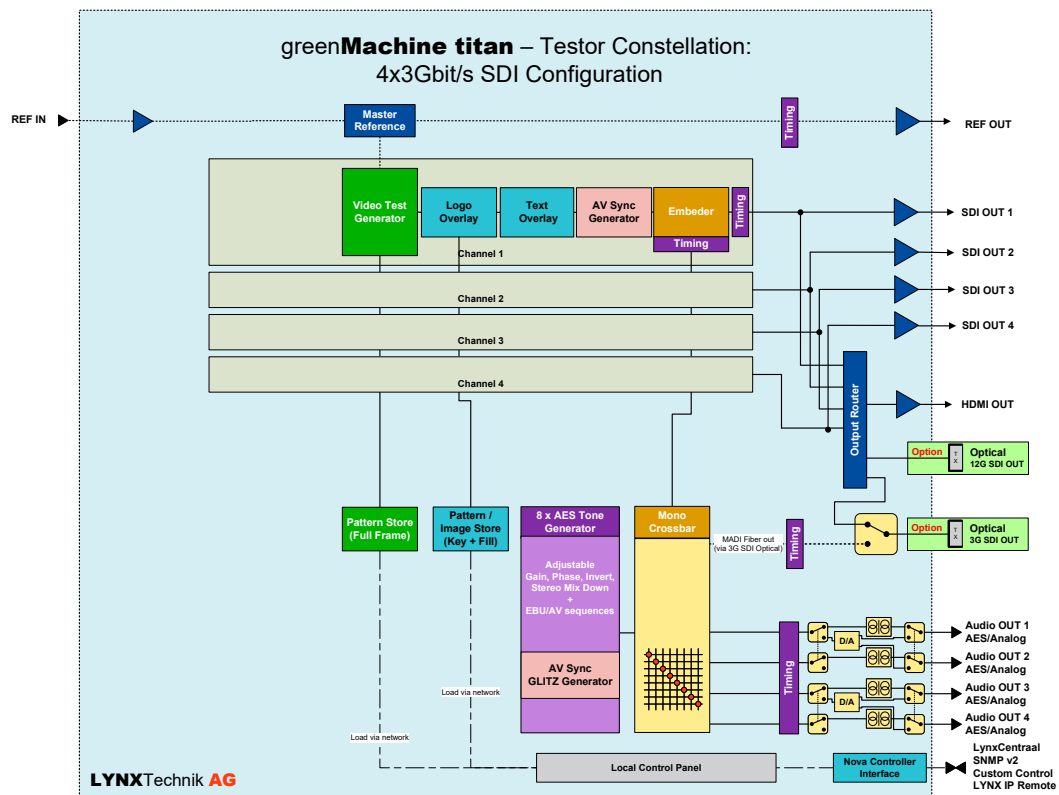 greenMachine titan – Testor Constellation:
4x3Gbit/s SDI Configuration
REF IN
Master
Reference
Timing
REF OUT
Video Test
Generator
Logo
Overlay
Text
Overlay
AV Sync
Generator
Embeder
Timing
Timing
Channel 1
SDI OUT 1
SDI OUT 2
Channel 2
SDI OUT 3
SDI OUT 4
Channel 3
Channel 4
Output Router
HDMI OUT
Option
T
X
Optical
12G SDI OUT
Pattern Store
(Full Frame)
Pattern /
Image Store
(Key + Fill)
8 x AES Tone
Generator
Mono
Crossbar
MADI Fiber out
(via 3G SDI Optical)
Timing
Option
T
X
Optical
3G SDI OUT
Adjustable
Gain, Phase, Invert,
Stereo Mix Down
+
EBU/AV sequences
AV Sync
GLITZ Generator
Timing
D/A
D/A
Audio OUT 1
AES/Analog
Audio OUT 2
AES/Analog
Audio OUT 3
AES/Analog
Audio OUT 4
AES/Analog
Load via network
Load via network
Local Control Panel
Nova Controller
Interface
LynxCentraal
SNMP v2
Custom Control
LYNX IP Remote
LYNXTechnik AG